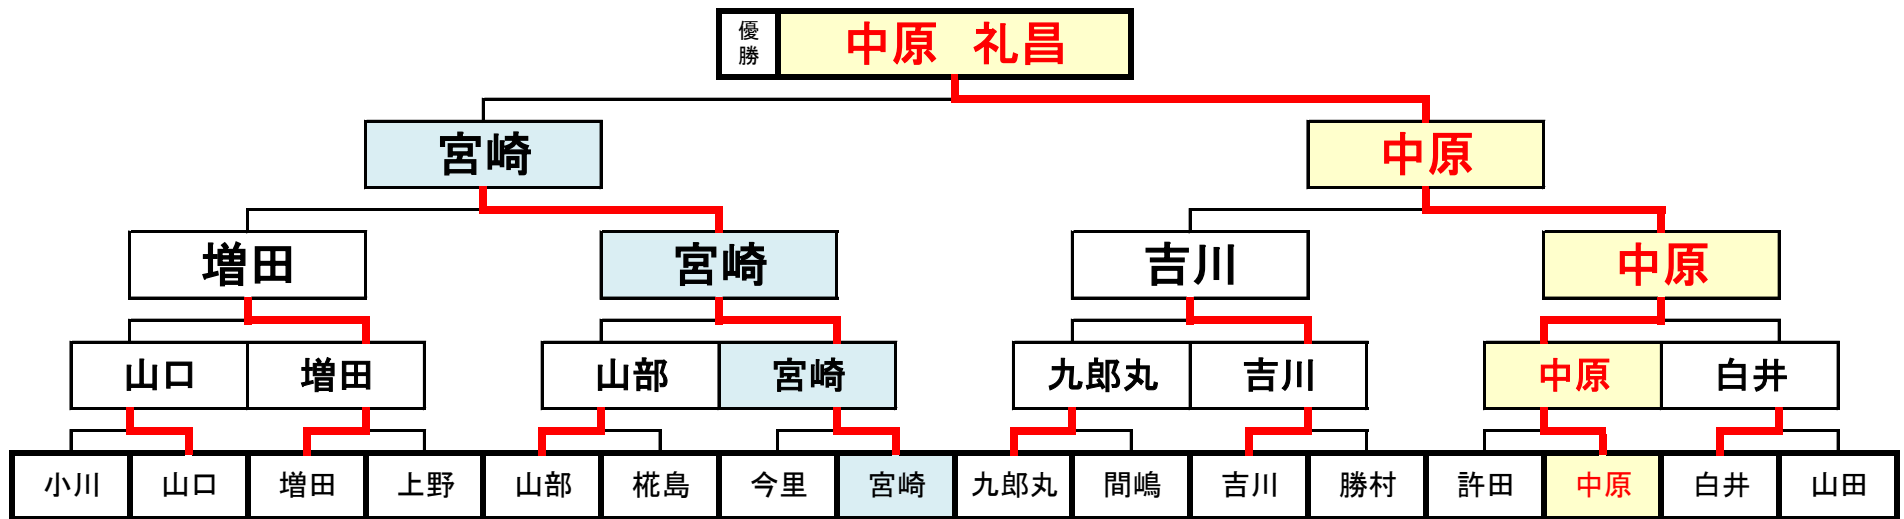 優勝 中原 礼昌
宮崎 中原
増田 宮崎 吉川 中原
山口 増田 山部 宮崎 九郎丸 吉川 中原 白井
小川 山口 増田 上野 山部 椛島 今里 宮崎 九郎丸 間嶋 吉川 勝村 許田 中原 白井 山田